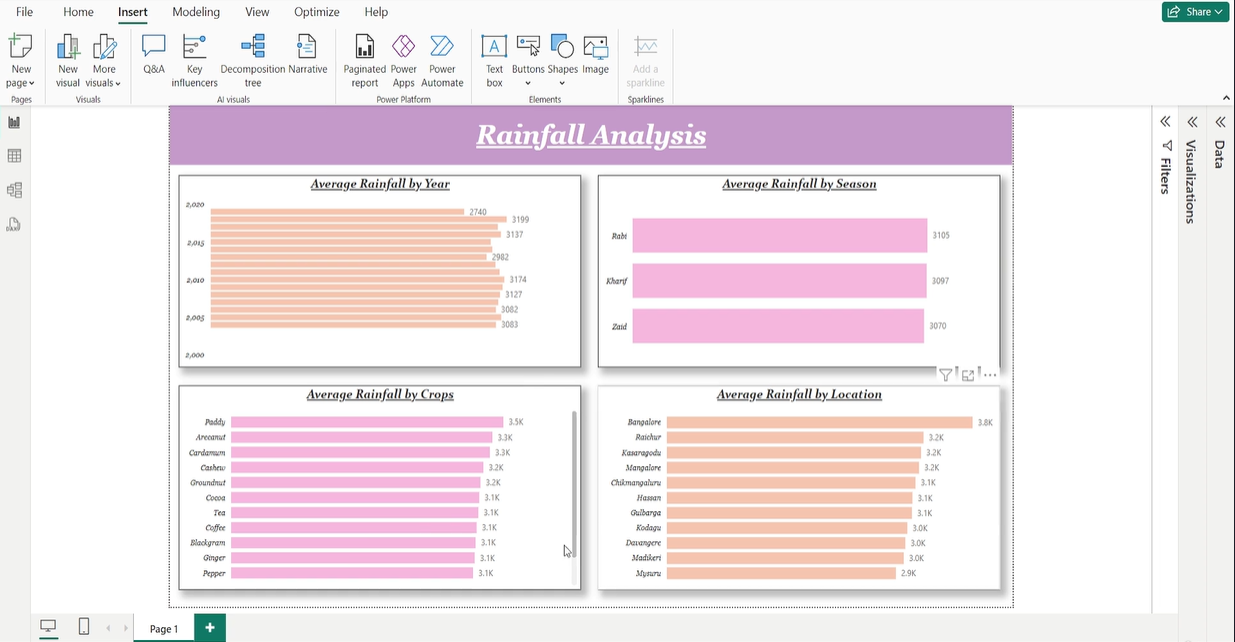 File Home Insert Modeling View Optimize Help
Share
New page
New visual
More visuals
Q&A
Key influencers
Decomposition tree
Narrative
Paginated report
Power Apps
Power Automate
Text box
Buttons
Shapes
Image
Add a sparkline
Pages
Visuals
AI visuals
Power Platform
Elements
Sparklines
Rainfall Analysis
Average Rainfall by Year
2,020
2740
3199
3137
2,015
2982
2,010
3174
3127
3082
2,005
3083
2,000
Average Rainfall by Season
Rabi 3105
Kharif 3097
Zaid 3070
Average Rainfall by Crops
Paddy 3.5K
Arecanut 3.3K
Cardamum 3.3K
Cashew 3.2K
Groundnut 3.2K
Cocoa 3.1K
Tea 3.1K
Coffee 3.1K
Blackgram 3.1K
Ginger 3.1K
Pepper 3.1K
Average Rainfall by Location
Bangalore 3.8K
Raichur 3.2K
Kasaragodu 3.2K
Mangalore 3.2K
Chikmangaluru 3.1K
Hassan 3.1K
Gulbarga 3.1K
Kodagu 3.0K
Davangere 3.0K
Madikeri 3.0K
Mysuru 2.9K
Filters
Visualizations
Data
Page 1